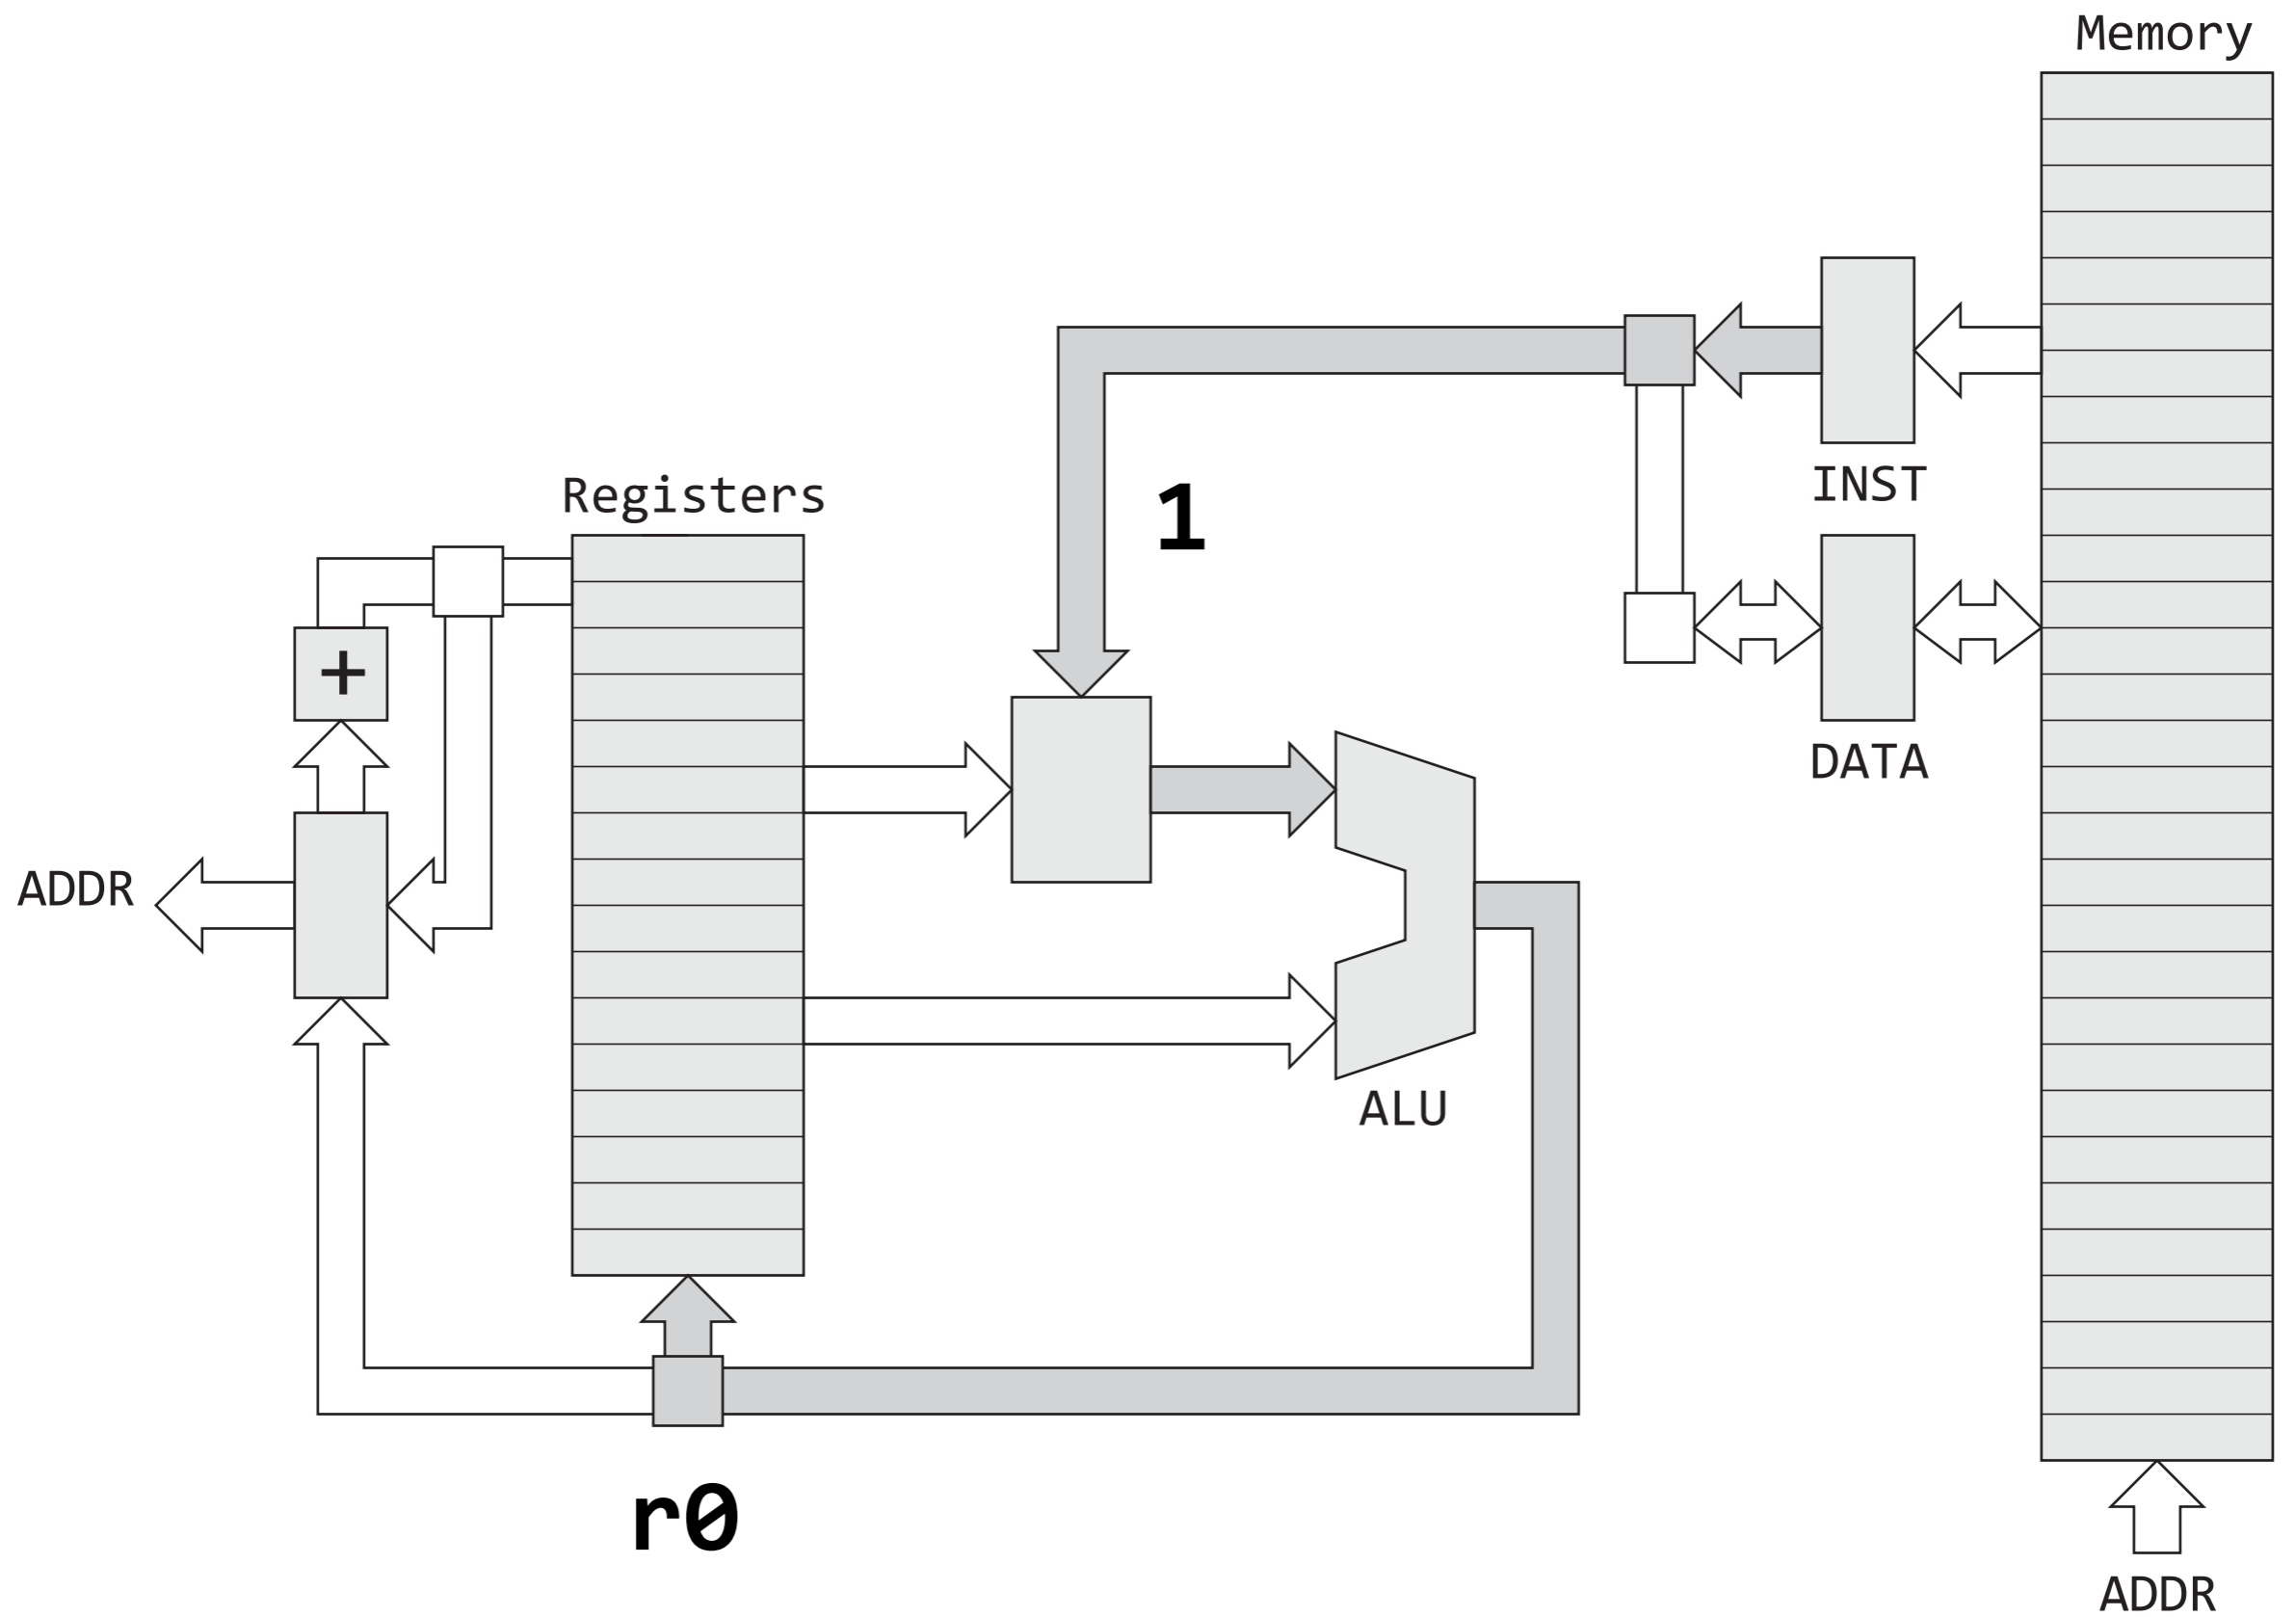 Memory
INST
Registers
1
+
DATA
ADDR
ALU
r0
ADDR